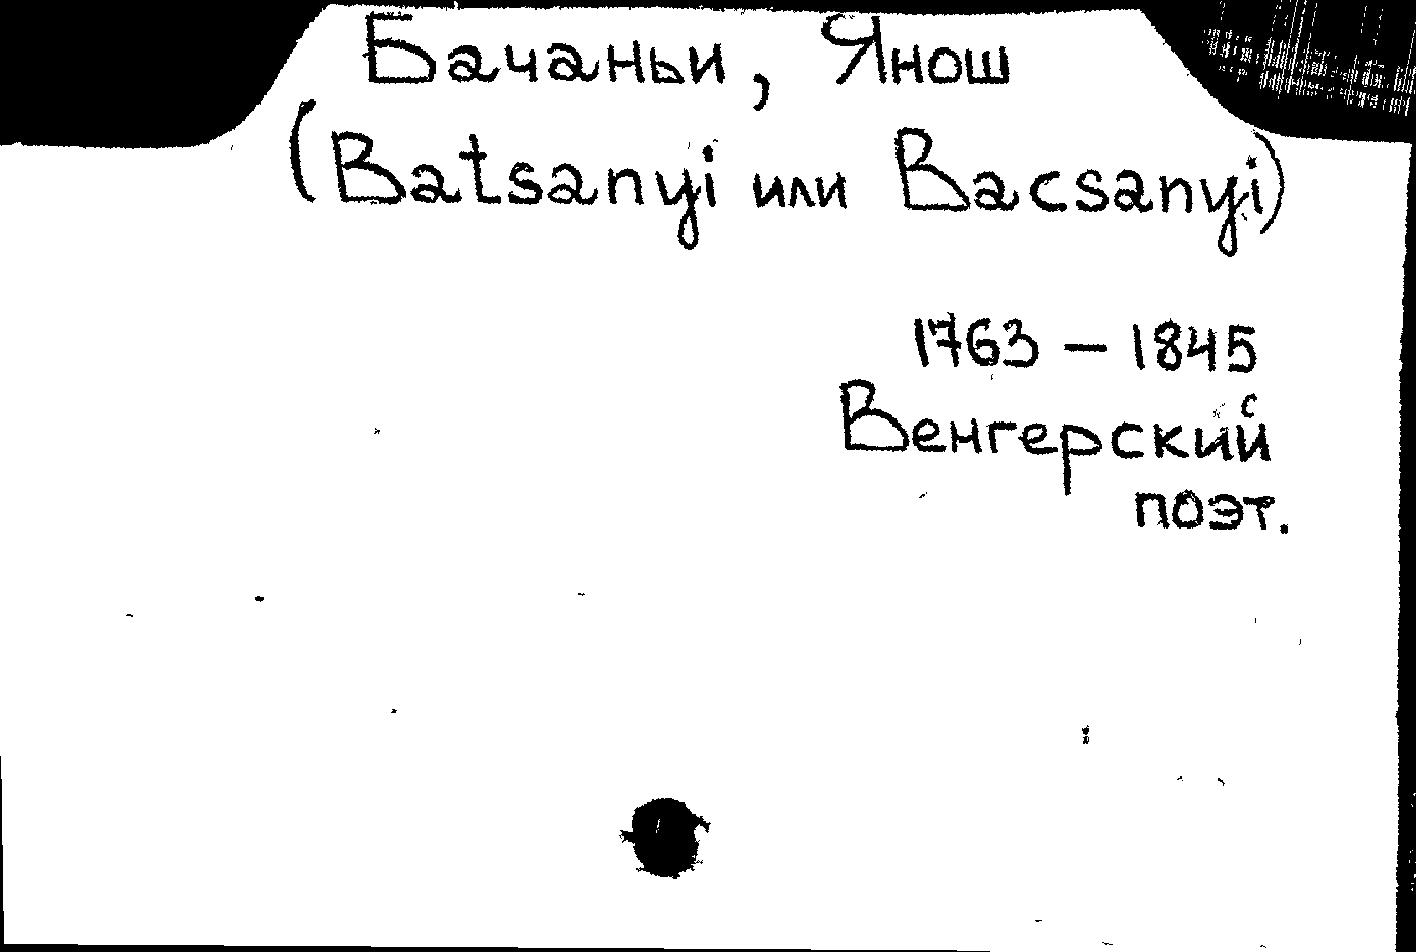 Бачаньи, Янош
(Batsanyi или Bacsanyi)
1763 – 1845
Венгерский
поэт.